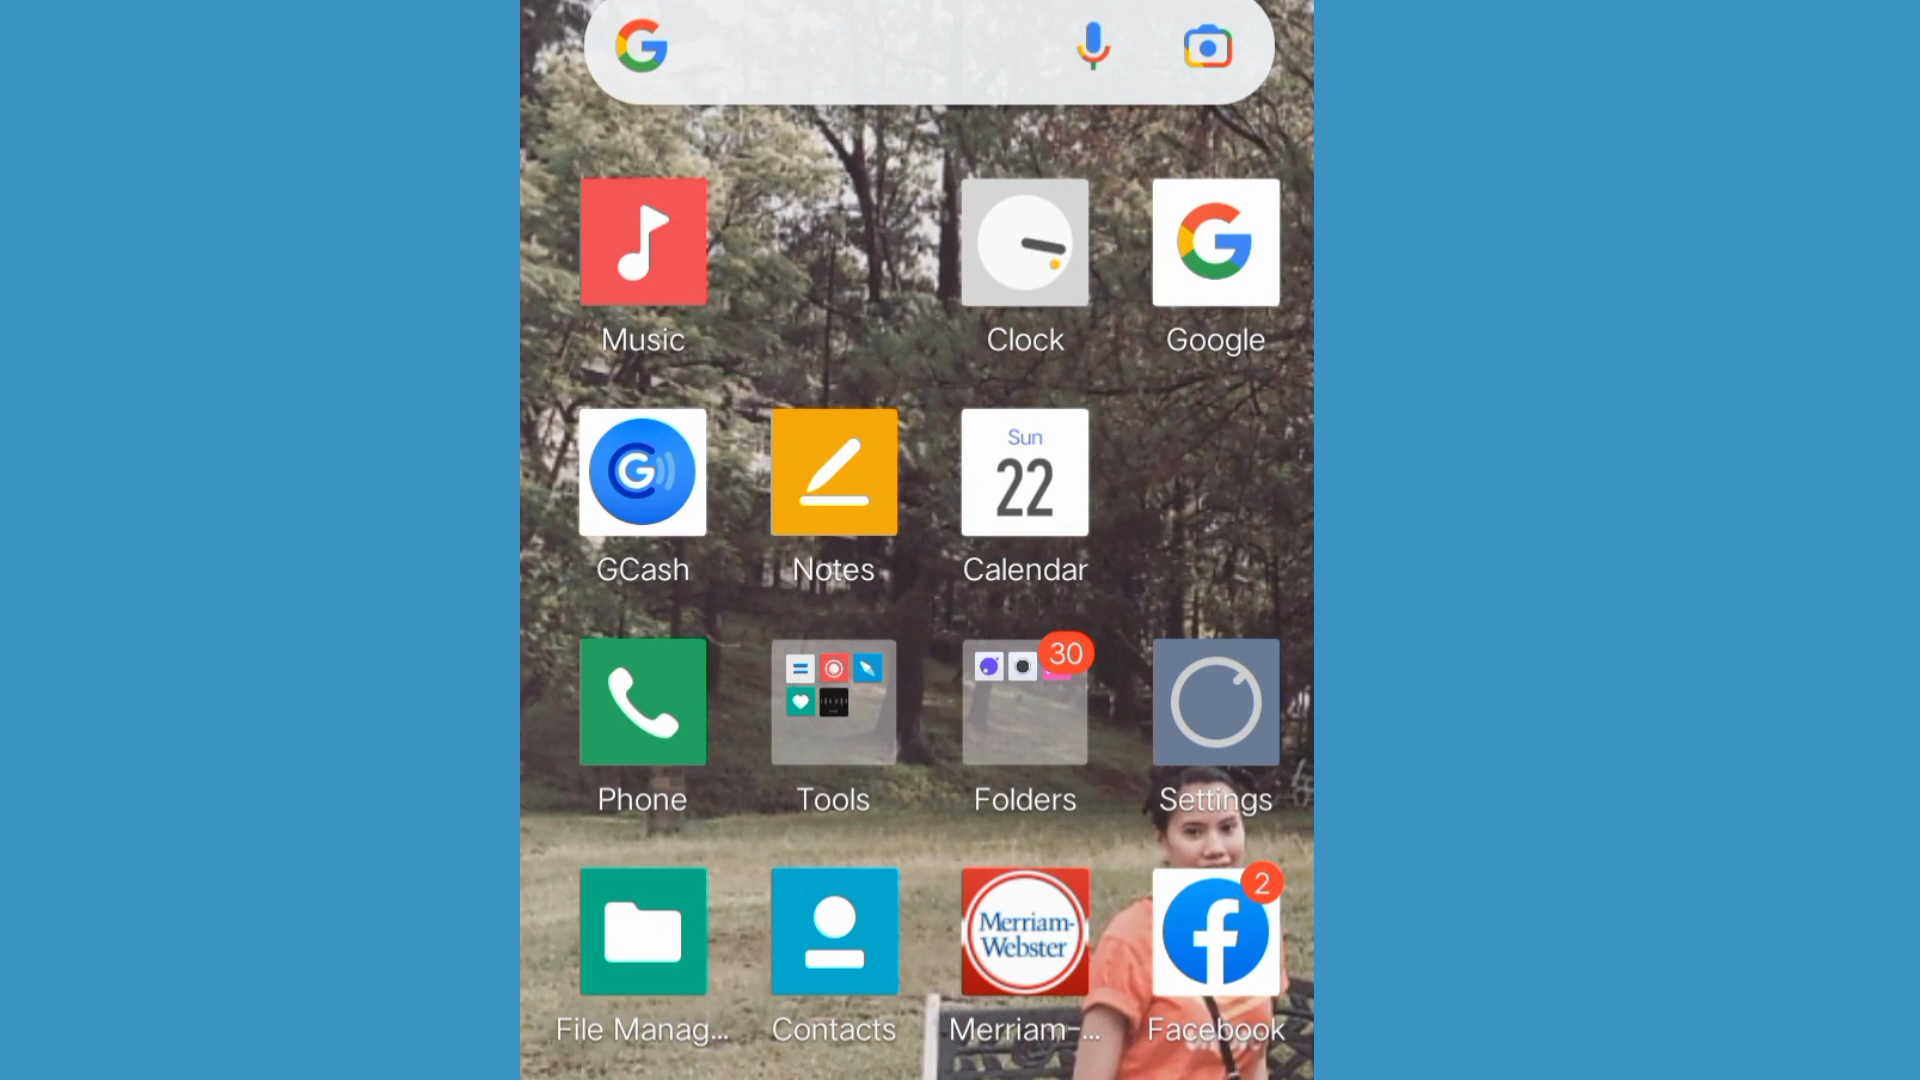 Music
Clock
Google
GCash
Notes
Sun
22
Calendar
30
Phone
Tools
Folders
Settings
Merriam-
Webster
2
File Manag...
Contacts
Merriam-...
Facebook